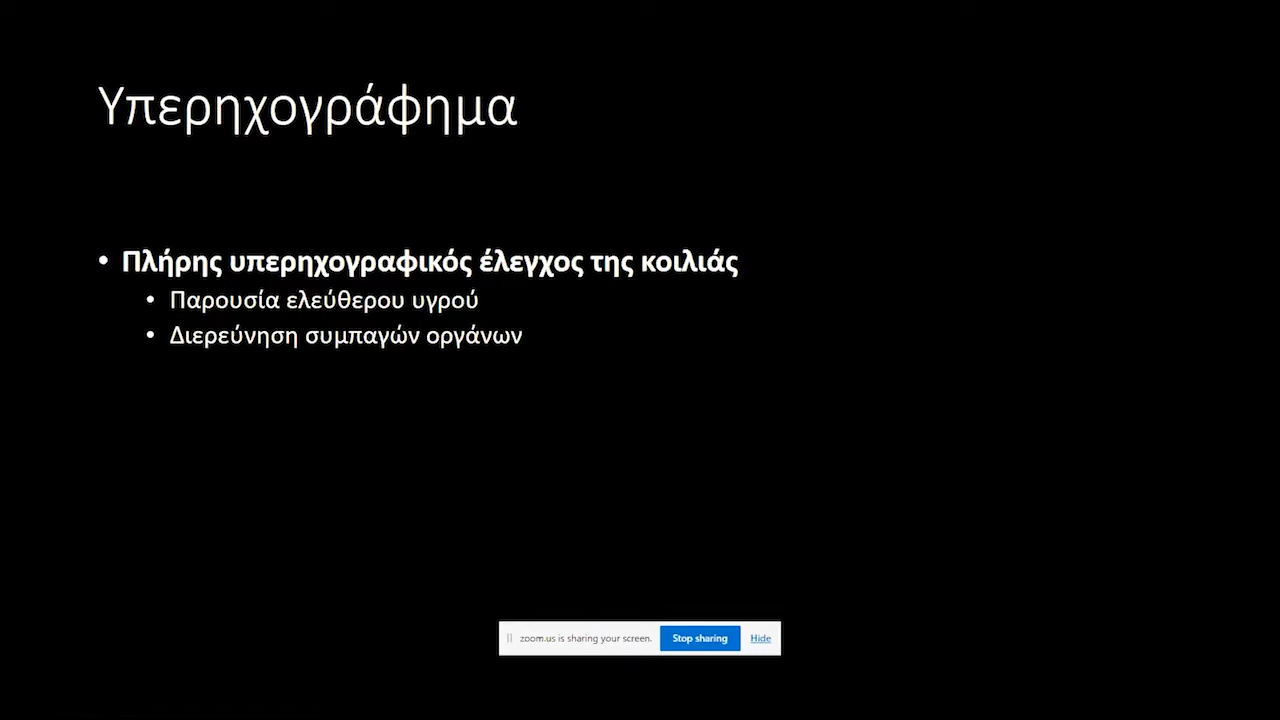 Υπερηχογράφημα
• Πλήρης υπερηχογραφικός έλεγχος της κοιλιάς
• Παρουσία ελεύθερου υγρού
• Διερεύνηση συμπαγών οργάνων
zoom.us is sharing your screen. Stop sharing Hide